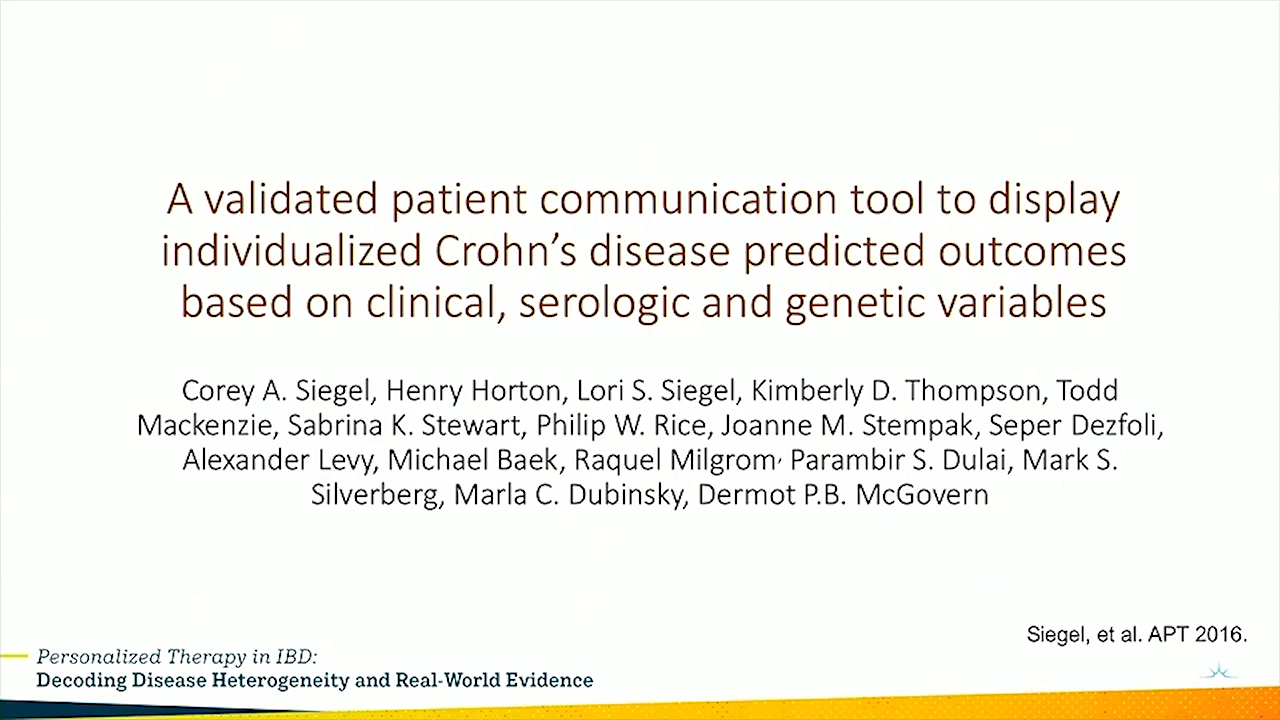 A validated patient communication tool to display
individualized Crohn’s disease predicted outcomes
based on clinical, serologic and genetic variables
Corey A. Siegel, Henry Horton, Lori S. Siegel, Kimberly D. Thompson, Todd
Mackenzie, Sabrina K. Stewart, Philip W. Rice, Joanne M. Stempak, Seper Dezfoli,
Alexander Levy, Michael Baek, Raquel Milgrom, Parambir S. Dulai, Mark S.
Silverberg, Marla C. Dubinsky, Dermot P.B. McGovern
Siegel, et al. APT 2016.
Personalized Therapy in IBD:
Decoding Disease Heterogeneity and Real-World Evidence